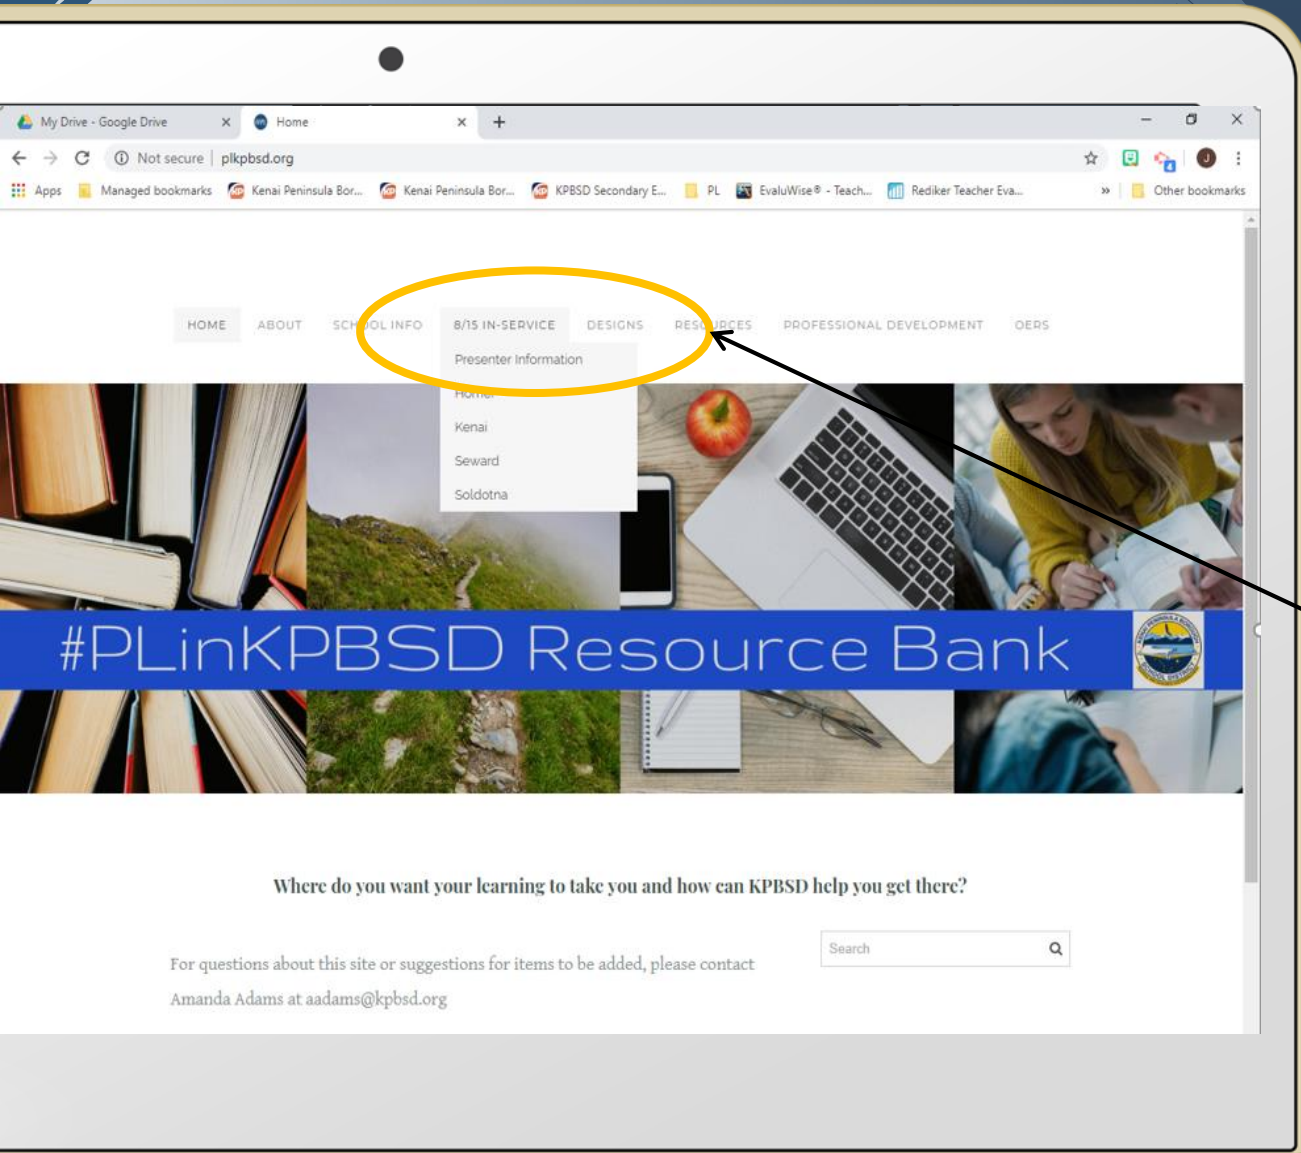 My Drive - Google Drive
Home
Not secure | plkpbsd.org
Apps
Managed bookmarks
Kenai Peninsula Bor...
Kenai Peninsula Bor...
KPBSD Secondary E...
PL
EvaluWise® - Teach...
Rediker Teacher Eva...
»
Other bookmarks
HOME
ABOUT
SCHOOL INFO
8/15 IN-SERVICE
DESIGNS
RESOURCES
PROFESSIONAL DEVELOPMENT
OERS
Presenter Information
Homer
Kenai
Seward
Soldotna
#PLinKPBSD Resource Bank
Where do you want your learning to take you and how can KPBSD help you get there?
Search
For questions about this site or suggestions for items to be added, please contact
Amanda Adams at aadams@kpbsd.org